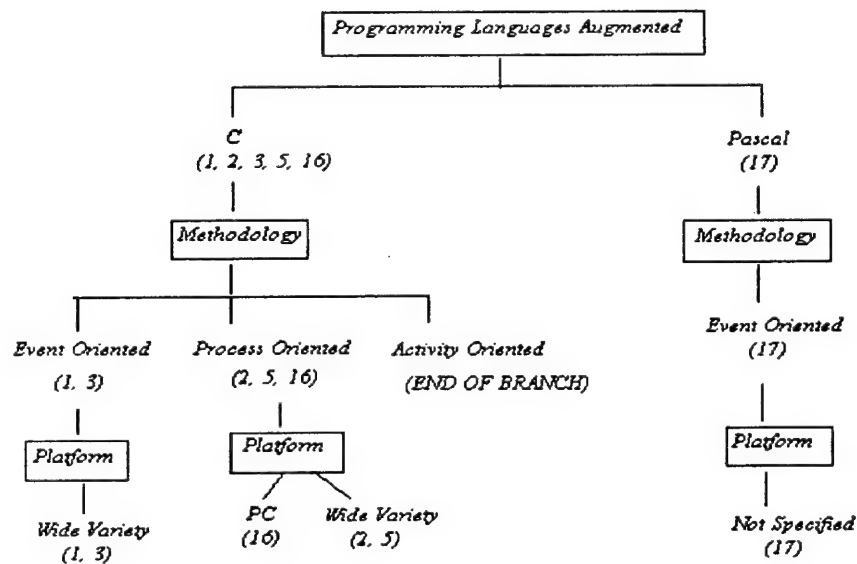 Programming Languages Augmented
C
(1, 2, 3, 5, 16)
Pascal
(17)
Methodology
Methodology
Event Oriented
(1, 3)
Process Oriented
(2, 5, 16)
Activity Oriented
(END OF BRANCH)
Event Oriented
(17)
Platform
Platform
Platform
Wide Variety
(1, 3)
PC
(16)
Wide Variety
(2, 5)
Not Specified
(17)